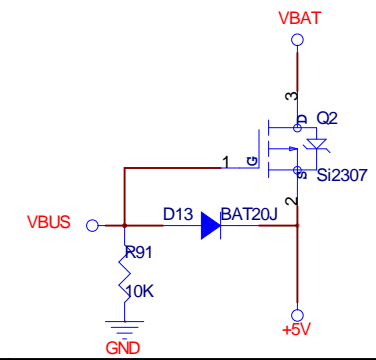 VBAT
3
D
Q2
1
G
S
Si2307
2
VBUS
D13
BAT20J
R91
10K
+5V
GND